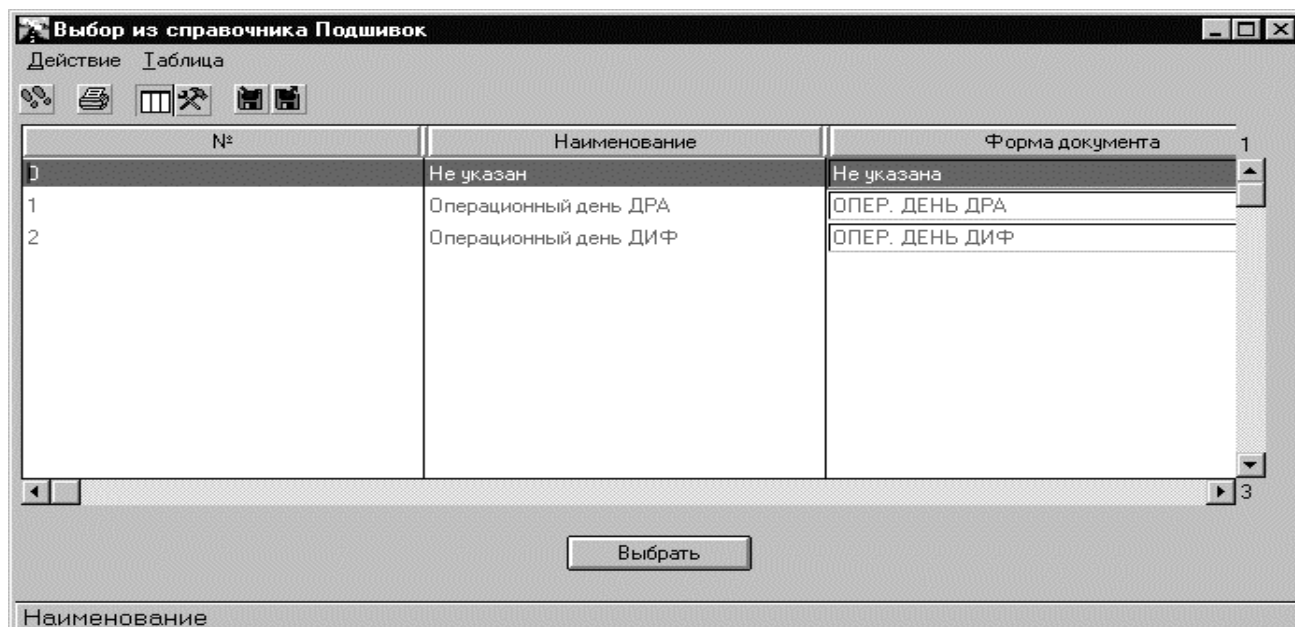 Выбор из справочника Подшивок
Действие Таблица
№ Наименование Форма документа 1
0 Не указан Не указана
1 Операционный день ДРА ОПЕР. ДЕНЬ ДРА
2 Операционный день ДИФ ОПЕР. ДЕНЬ ДИФ
3
Выбрать
Наименование